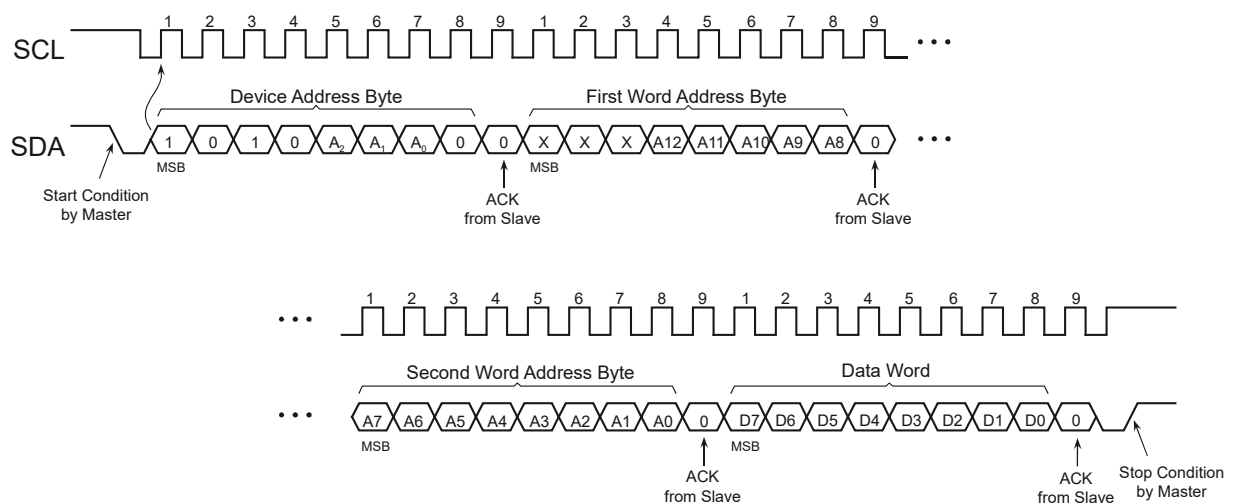 1 2 3 4 5 6 7 8 9 1 2 3 4 5 6 7 8 9
SCL
Device Address Byte First Word Address Byte
SDA 1 0 1 0 A2 A1 A0 0 0 X X X A12 A11 A10 A9 A8 0
MSB MSB
Start Condition
by Master
ACK
from Slave
ACK
from Slave
1 2 3 4 5 6 7 8 9 1 2 3 4 5 6 7 8 9
Second Word Address Byte Data Word
A7 A6 A5 A4 A3 A2 A1 A0 0 D7 D6 D5 D4 D3 D2 D1 D0 0
MSB MSB
ACK
from Slave
ACK
from Slave
Stop Condition
by Master